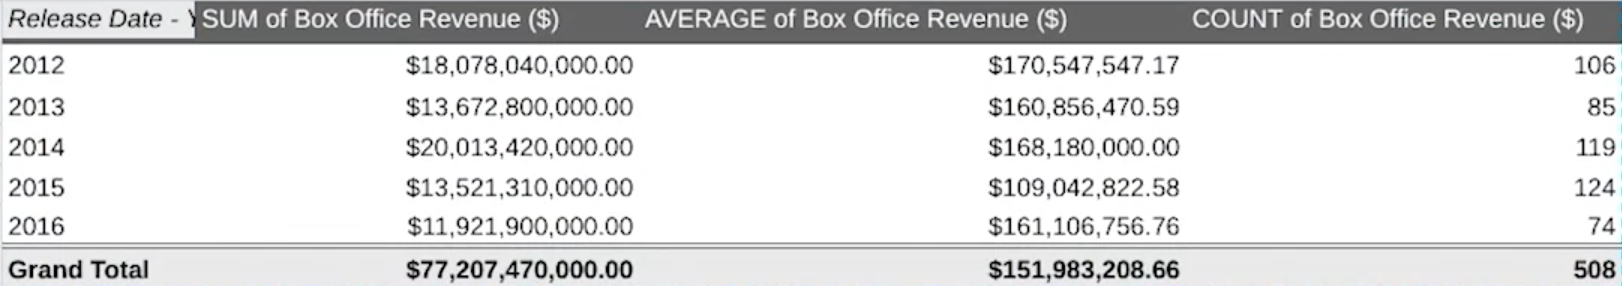 Release Date - Y SUM of Box Office Revenue ($) AVERAGE of Box Office Revenue ($) COUNT of Box Office Revenue ($)
2012 $18,078,040,000.00 $170,547,547.17 106
2013 $13,672,800,000.00 $160,856,470.59 85
2014 $20,013,420,000.00 $168,180,000.00 119
2015 $13,521,310,000.00 $109,042,822.58 124
2016 $11,921,900,000.00 $161,106,756.76 74
Grand Total $77,207,470,000.00 $151,983,208.66 508